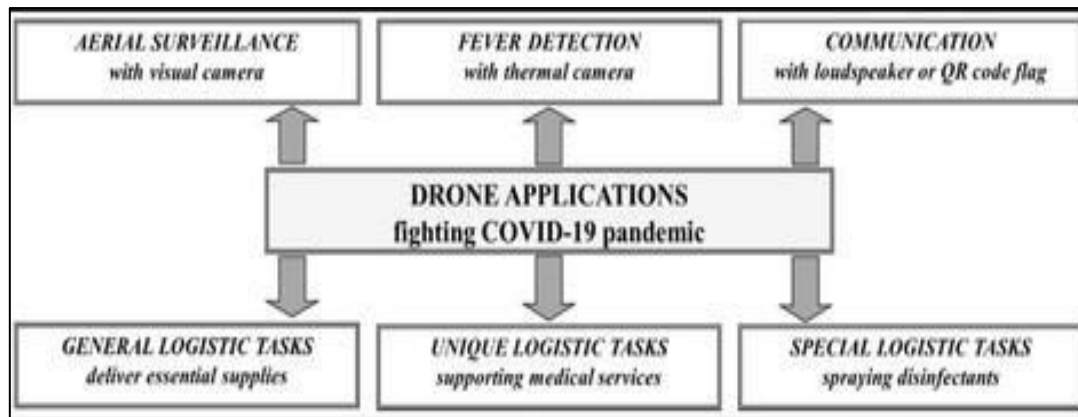 AERIAL SURVEILLANCE
with visual camera
FEVER DETECTION
with thermal camera
COMMUNICATION
with loudspeaker or QR code flag
DRONE APPLICATIONS
fighting COVID-19 pandemic
GENERAL LOGISTIC TASKS
deliver essential supplies
UNIQUE LOGISTIC TASKS
supporting medical services
SPECIAL LOGISTIC TASKS
spraying disinfectants